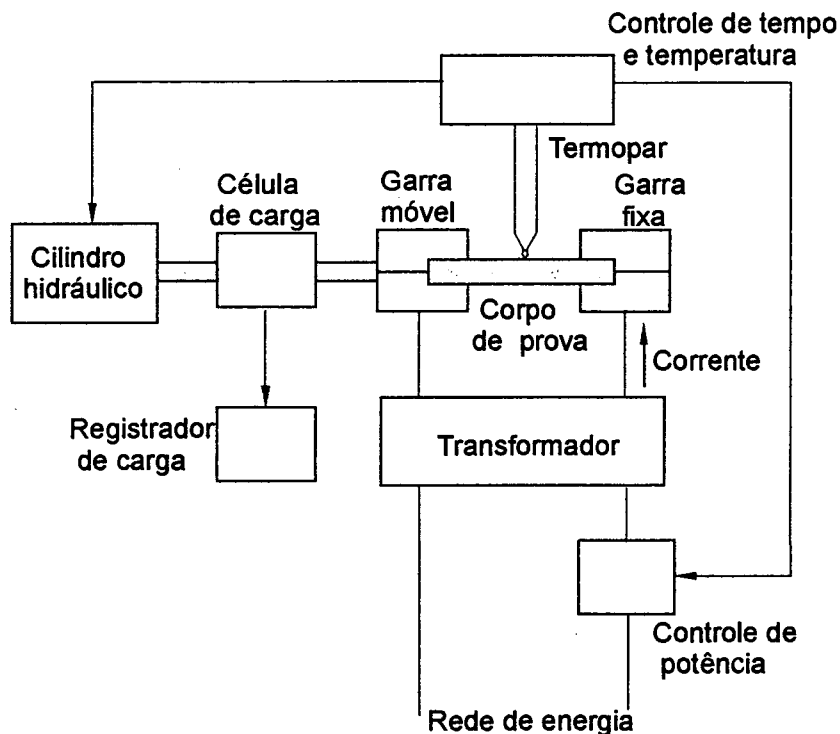 Controle de tempo
e temperatura
Termopar
Célula
de carga
Garra
móvel
Garra
fixa
Cilindro
hidráulico
Corpo
de prova
Corrente
Registrador
de carga
Transformador
Controle de
potência
Rede de energia